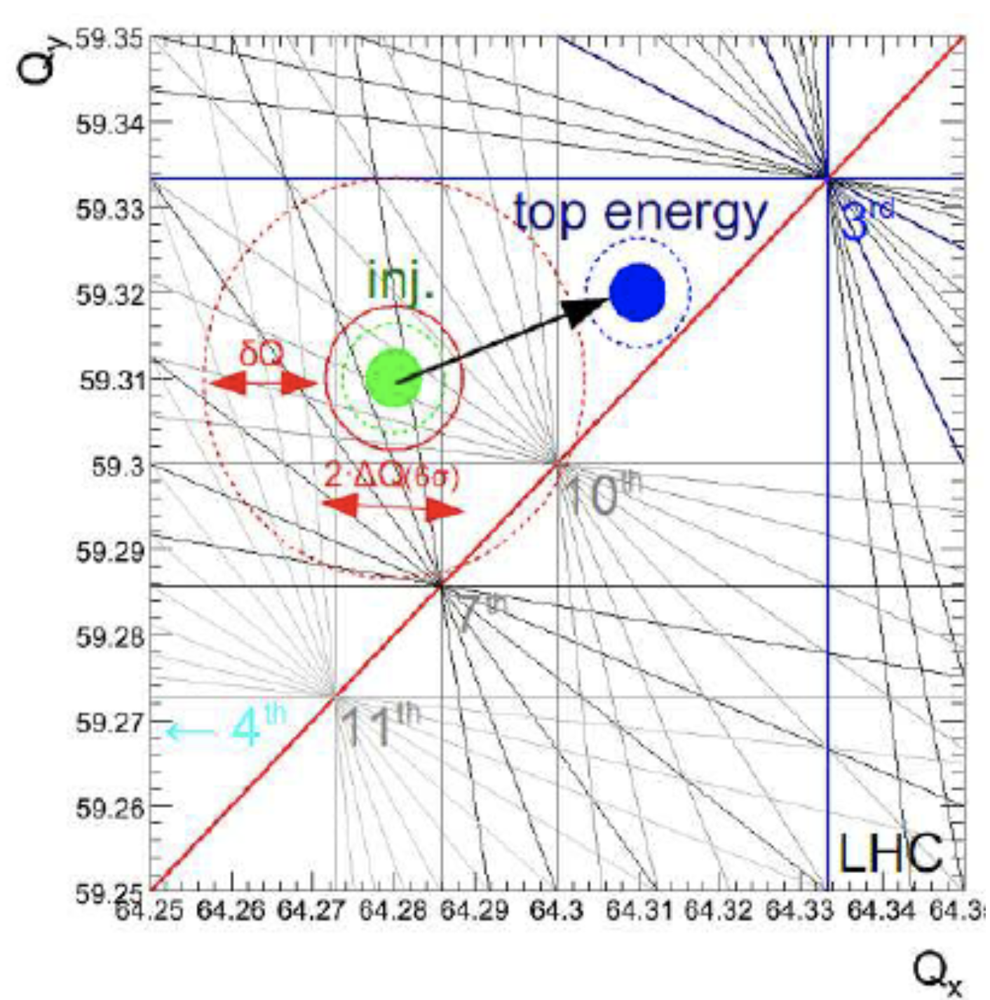 Qy
59.35
59.34
59.33
59.32
59.31
59.3
59.29
59.28
59.27
59.26
59.25
top energy
3rd
inj.
δQ
2·ΔQ(6σ)
10th
7th
← 4th
11th
LHC
64.25 64.26 64.27 64.28 64.29 64.3 64.31 64.32 64.33 64.34 64.3
Qx